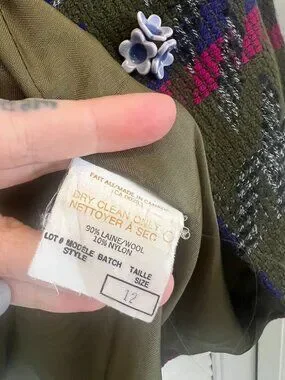 FAIT AU/MADE IN CANADA
DRY CLEAN ONLY
NETTOYER À SEC
90% LAINE/WOOL
10% NYLON
LOT # MODÈLE BATCH TAILLE
STYLE SIZE
12